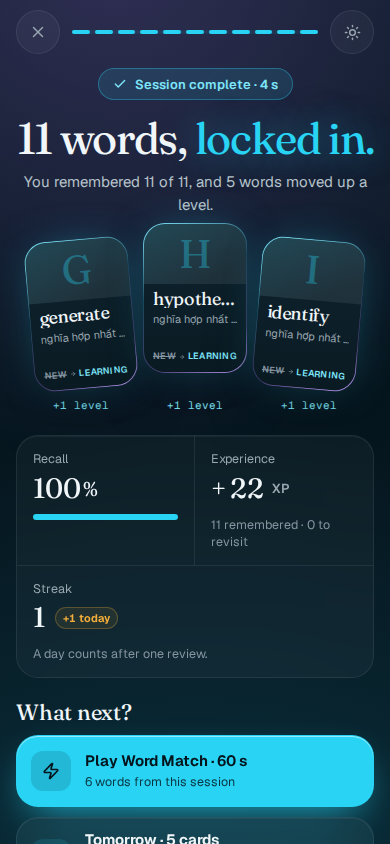 Session complete · 4 s
11 words, locked in.
You remembered 11 of 11, and 5 words moved up a
level.
G
H
I
generate
hypothe...
identify
nghĩa hợp nhất ...
nghĩa hợp nhất ...
nghĩa hợp nhất ...
NEW → LEARNING
NEW → LEARNING
NEW → LEARNING
+1 level
+1 level
+1 level
Recall
100%
Experience
+22 XP
11 remembered · 0 to
revisit
Streak
1 +1 today
A day counts after one review.
What next?
Play Word Match · 60 s
6 words from this session
Tomorrow · 5 cards